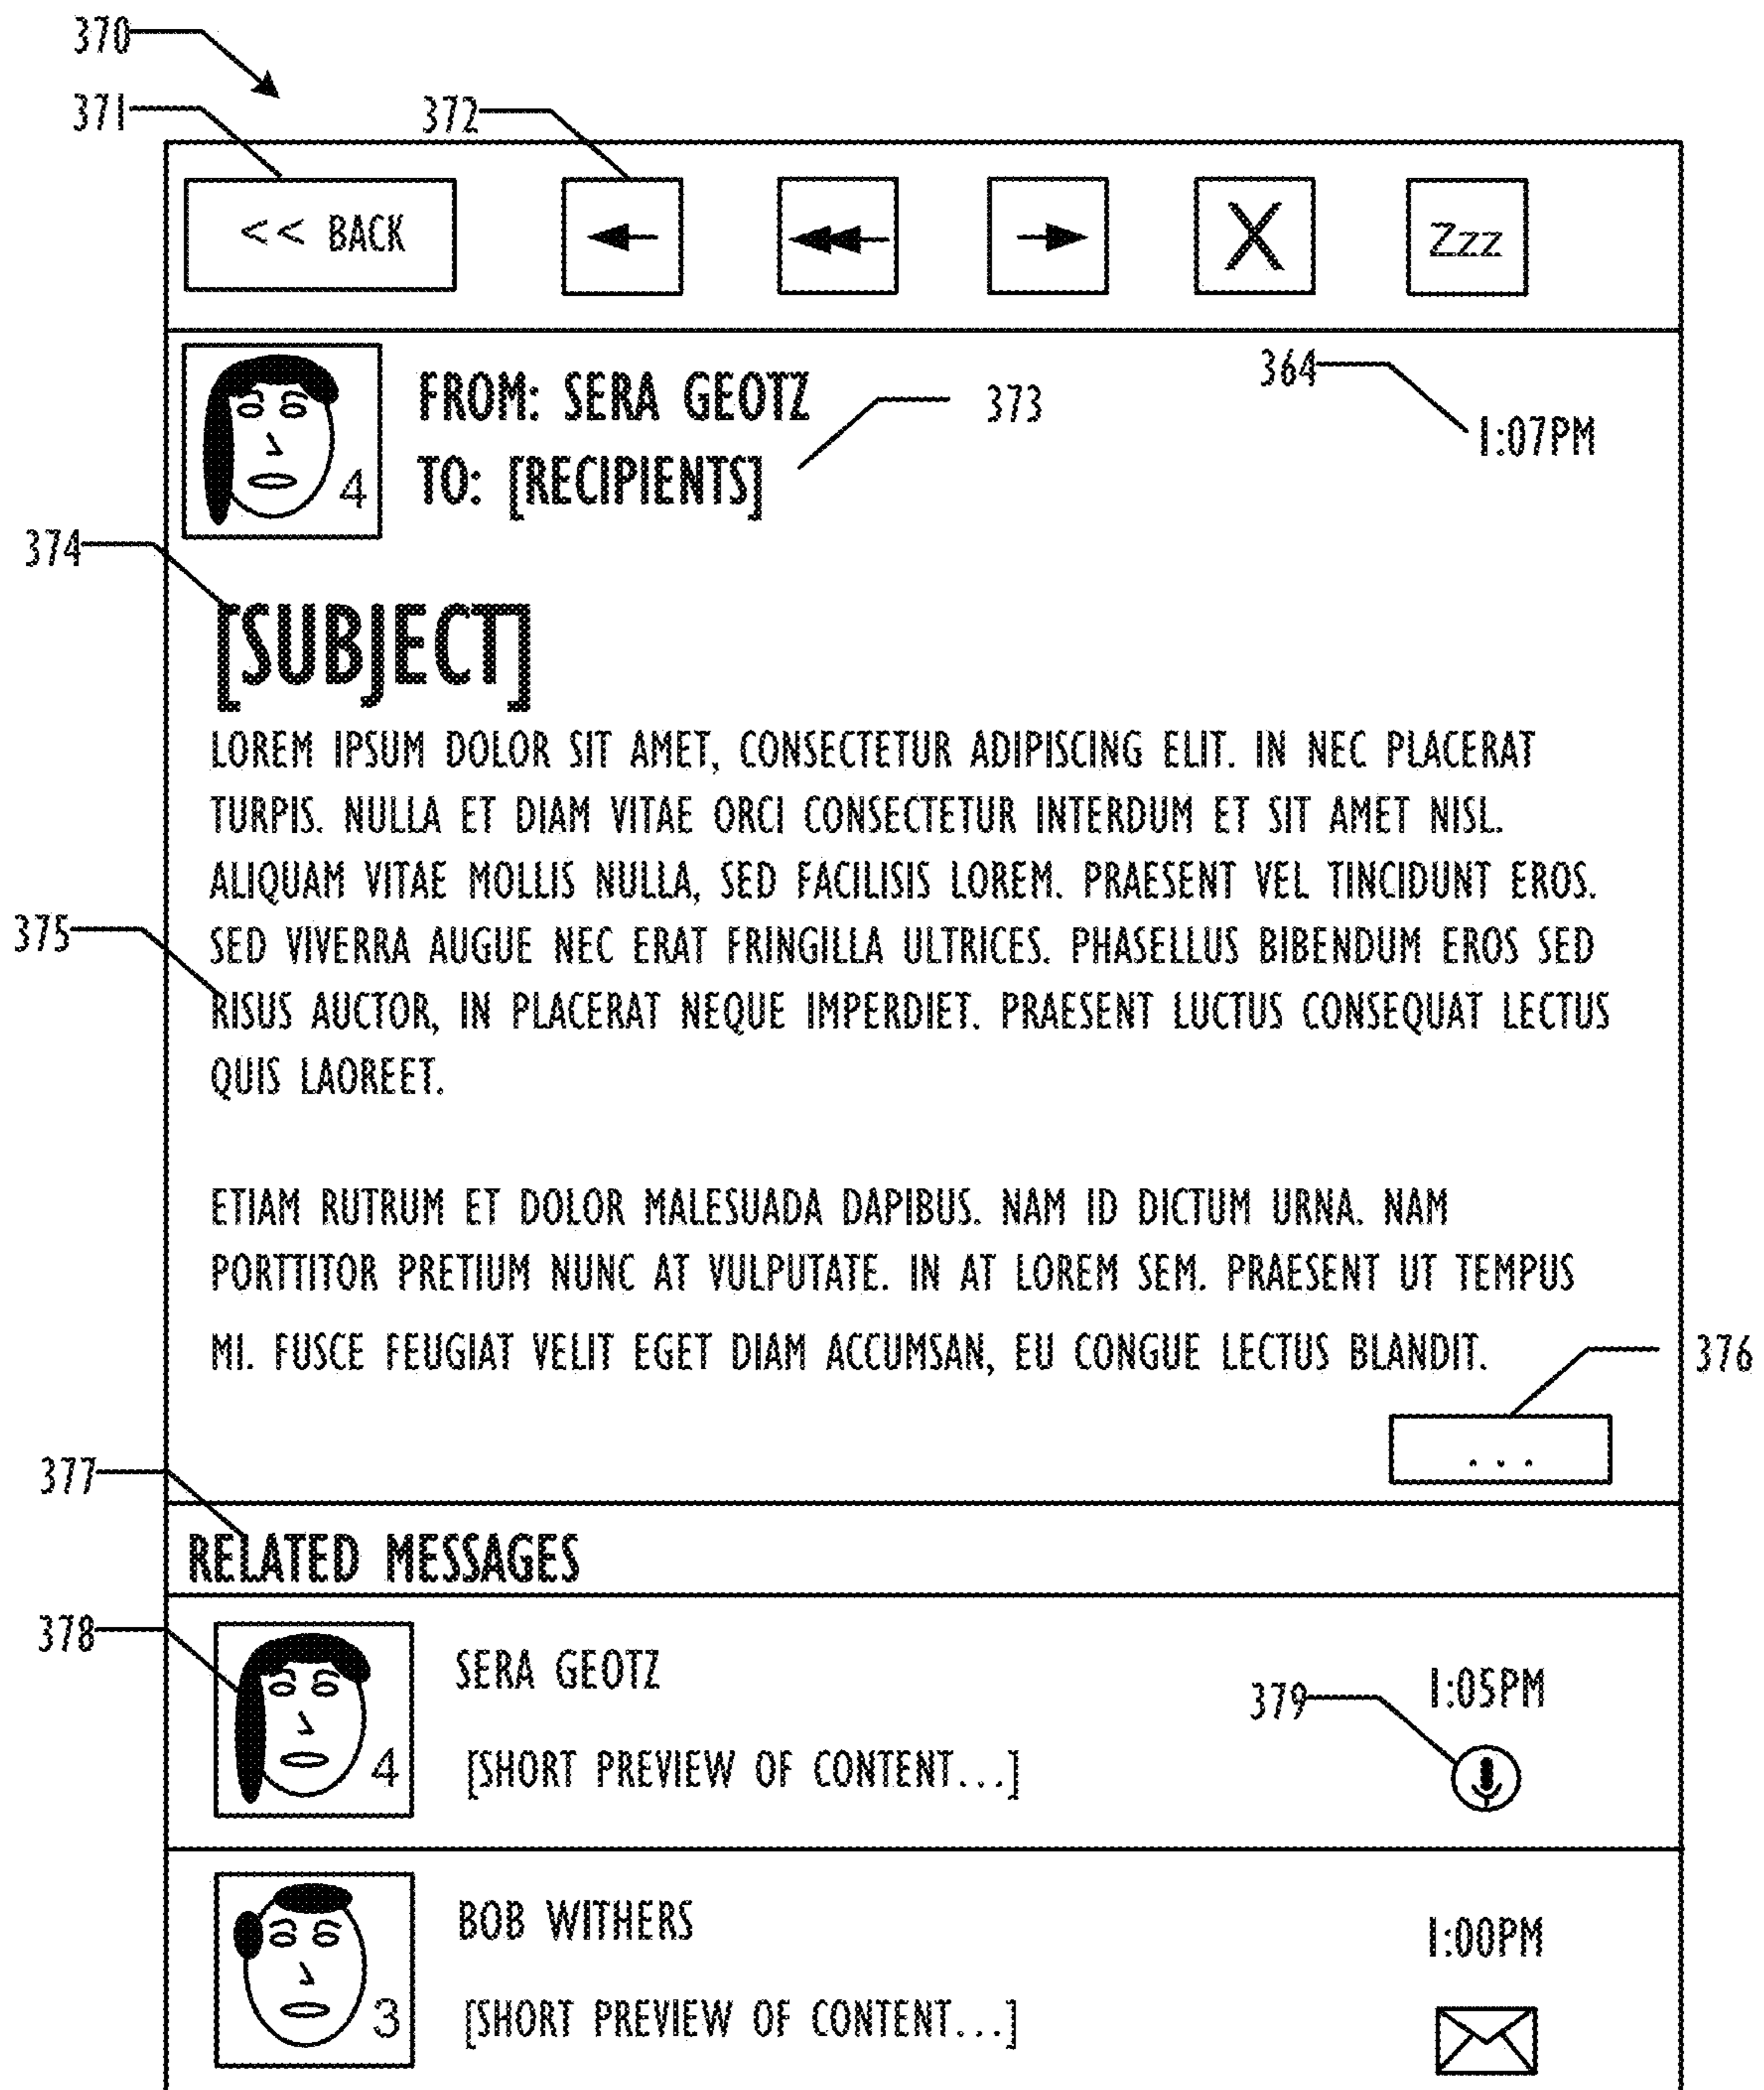 370
371
372
<< BACK
Zzz
FROM: SERA GEOTZ
373
364
1:07PM
TO: [RECIPIENTS]
4
374
[SUBJECT]
LOREM IPSUM DOLOR SIT AMET, CONSECTETUR ADIPISCING ELIT. IN NEC PLACERAT
TURPIS. NULLA ET DIAM VITAE ORCI CONSECTETUR INTERDUM ET SIT AMET NISL.
ALIQUAM VITAE MOLLIS NULLA, SED FACILISIS LOREM. PRAESENT VEL TINCIDUNT EROS.
375
SED VIVERRA AUGUE NEC ERAT FRINGILLA ULTRICES. PHASELLUS BIBENDUM EROS SED
RISUS AUCTOR, IN PLACERAT NEQUE IMPERDIET. PRAESENT LUCTUS CONSEQUAT LECTUS
QUIS LAOREET.
ETIAM RUTRUM ET DOLOR MALESUADA DAPIBUS. NAM ID DICTUM URNA. NAM
PORTTITOR PRETIUM NUNC AT VULPUTATE. IN AT LOREM SEM. PRAESENT UT TEMPUS
MI. FUSCE FEUGIAT VELIT EGET DIAM ACCUMSAN, EU CONGUE LECTUS BLANDIT.
376
...
377
RELATED MESSAGES
378
SERA GEOTZ
1:05PM
379
4
[SHORT PREVIEW OF CONTENT...]
BOB WITHERS
1:00PM
3
[SHORT PREVIEW OF CONTENT...]